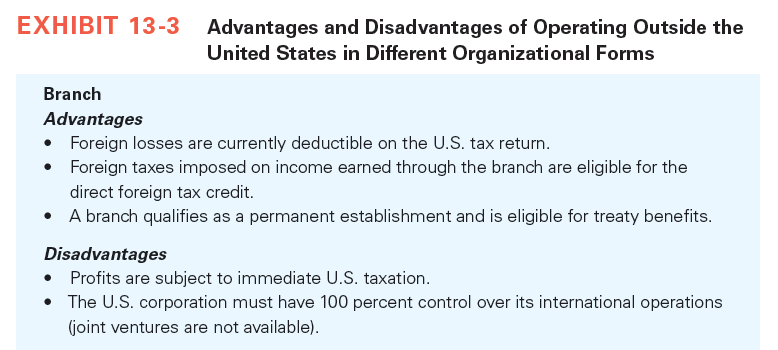 EXHIBIT 13-3 Advantages and Disadvantages of Operating Outside the
United States in Different Organizational Forms
Branch
Advantages
• Foreign losses are currently deductible on the U.S. tax return.
• Foreign taxes imposed on income earned through the branch are eligible for the
direct foreign tax credit.
• A branch qualifies as a permanent establishment and is eligible for treaty benefits.
Disadvantages
• Profits are subject to immediate U.S. taxation.
• The U.S. corporation must have 100 percent control over its international operations
(joint ventures are not available).